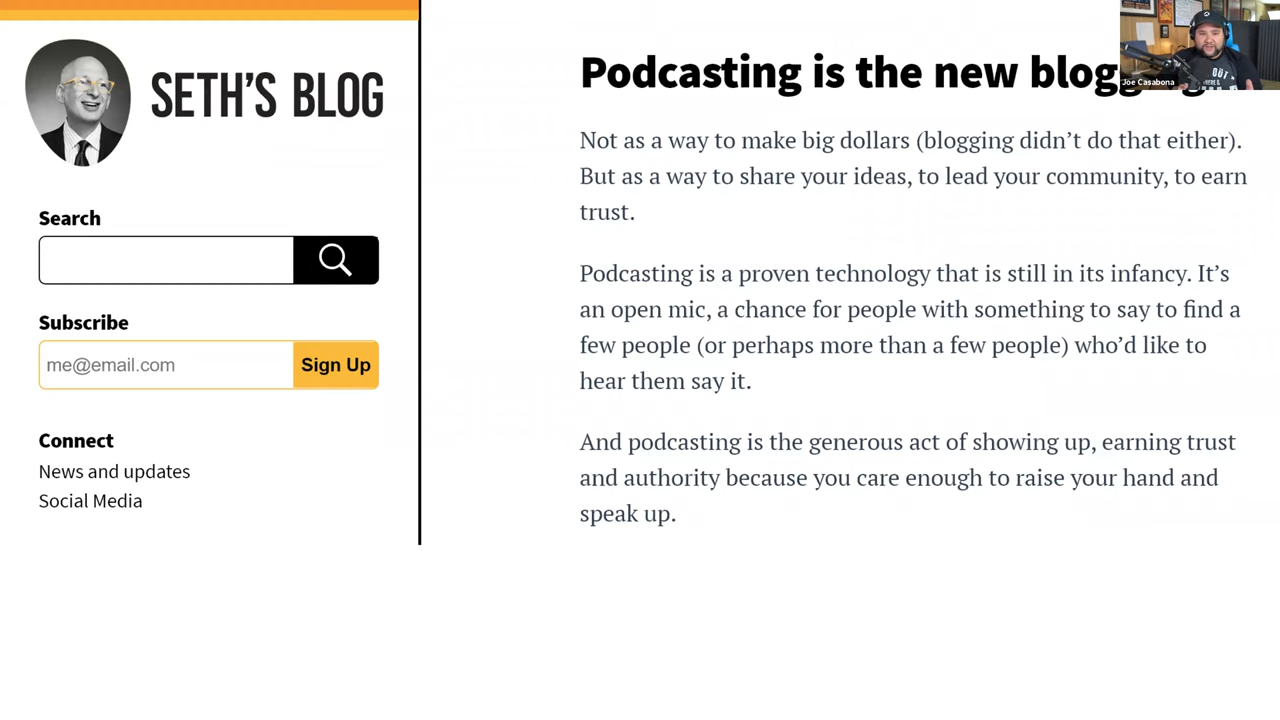 SETH'S BLOG
Search
Subscribe
me@email.com
Sign Up
Connect
News and updates
Social Media
Podcasting is the new blogging
Not as a way to make big dollars (blogging didn’t do that either).
But as a way to share your ideas, to lead your community, to earn
trust.
Podcasting is a proven technology that is still in its infancy. It’s
an open mic, a chance for people with something to say to find a
few people (or perhaps more than a few people) who’d like to
hear them say it.
And podcasting is the generous act of showing up, earning trust
and authority because you care enough to raise your hand and
speak up.
Joe Casabona